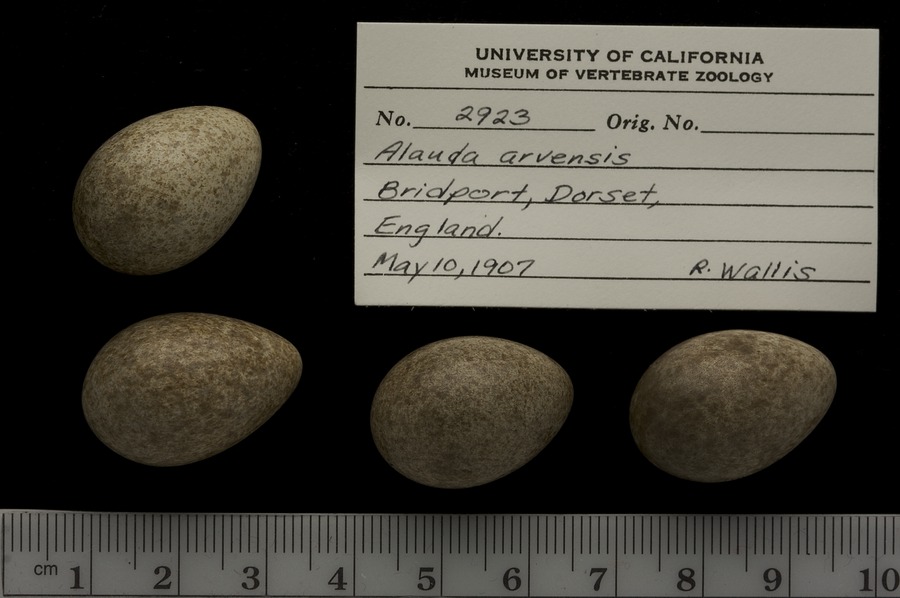 UNIVERSITY OF CALIFORNIA
MUSEUM OF VERTEBRATE ZOOLOGY
No. 2923 Orig. No.
Alauda arvensis
Bridport, Dorset,
England.
May 10, 1907 R. Wallis
cm 1 2 3 4 5 6 7 8 9 10